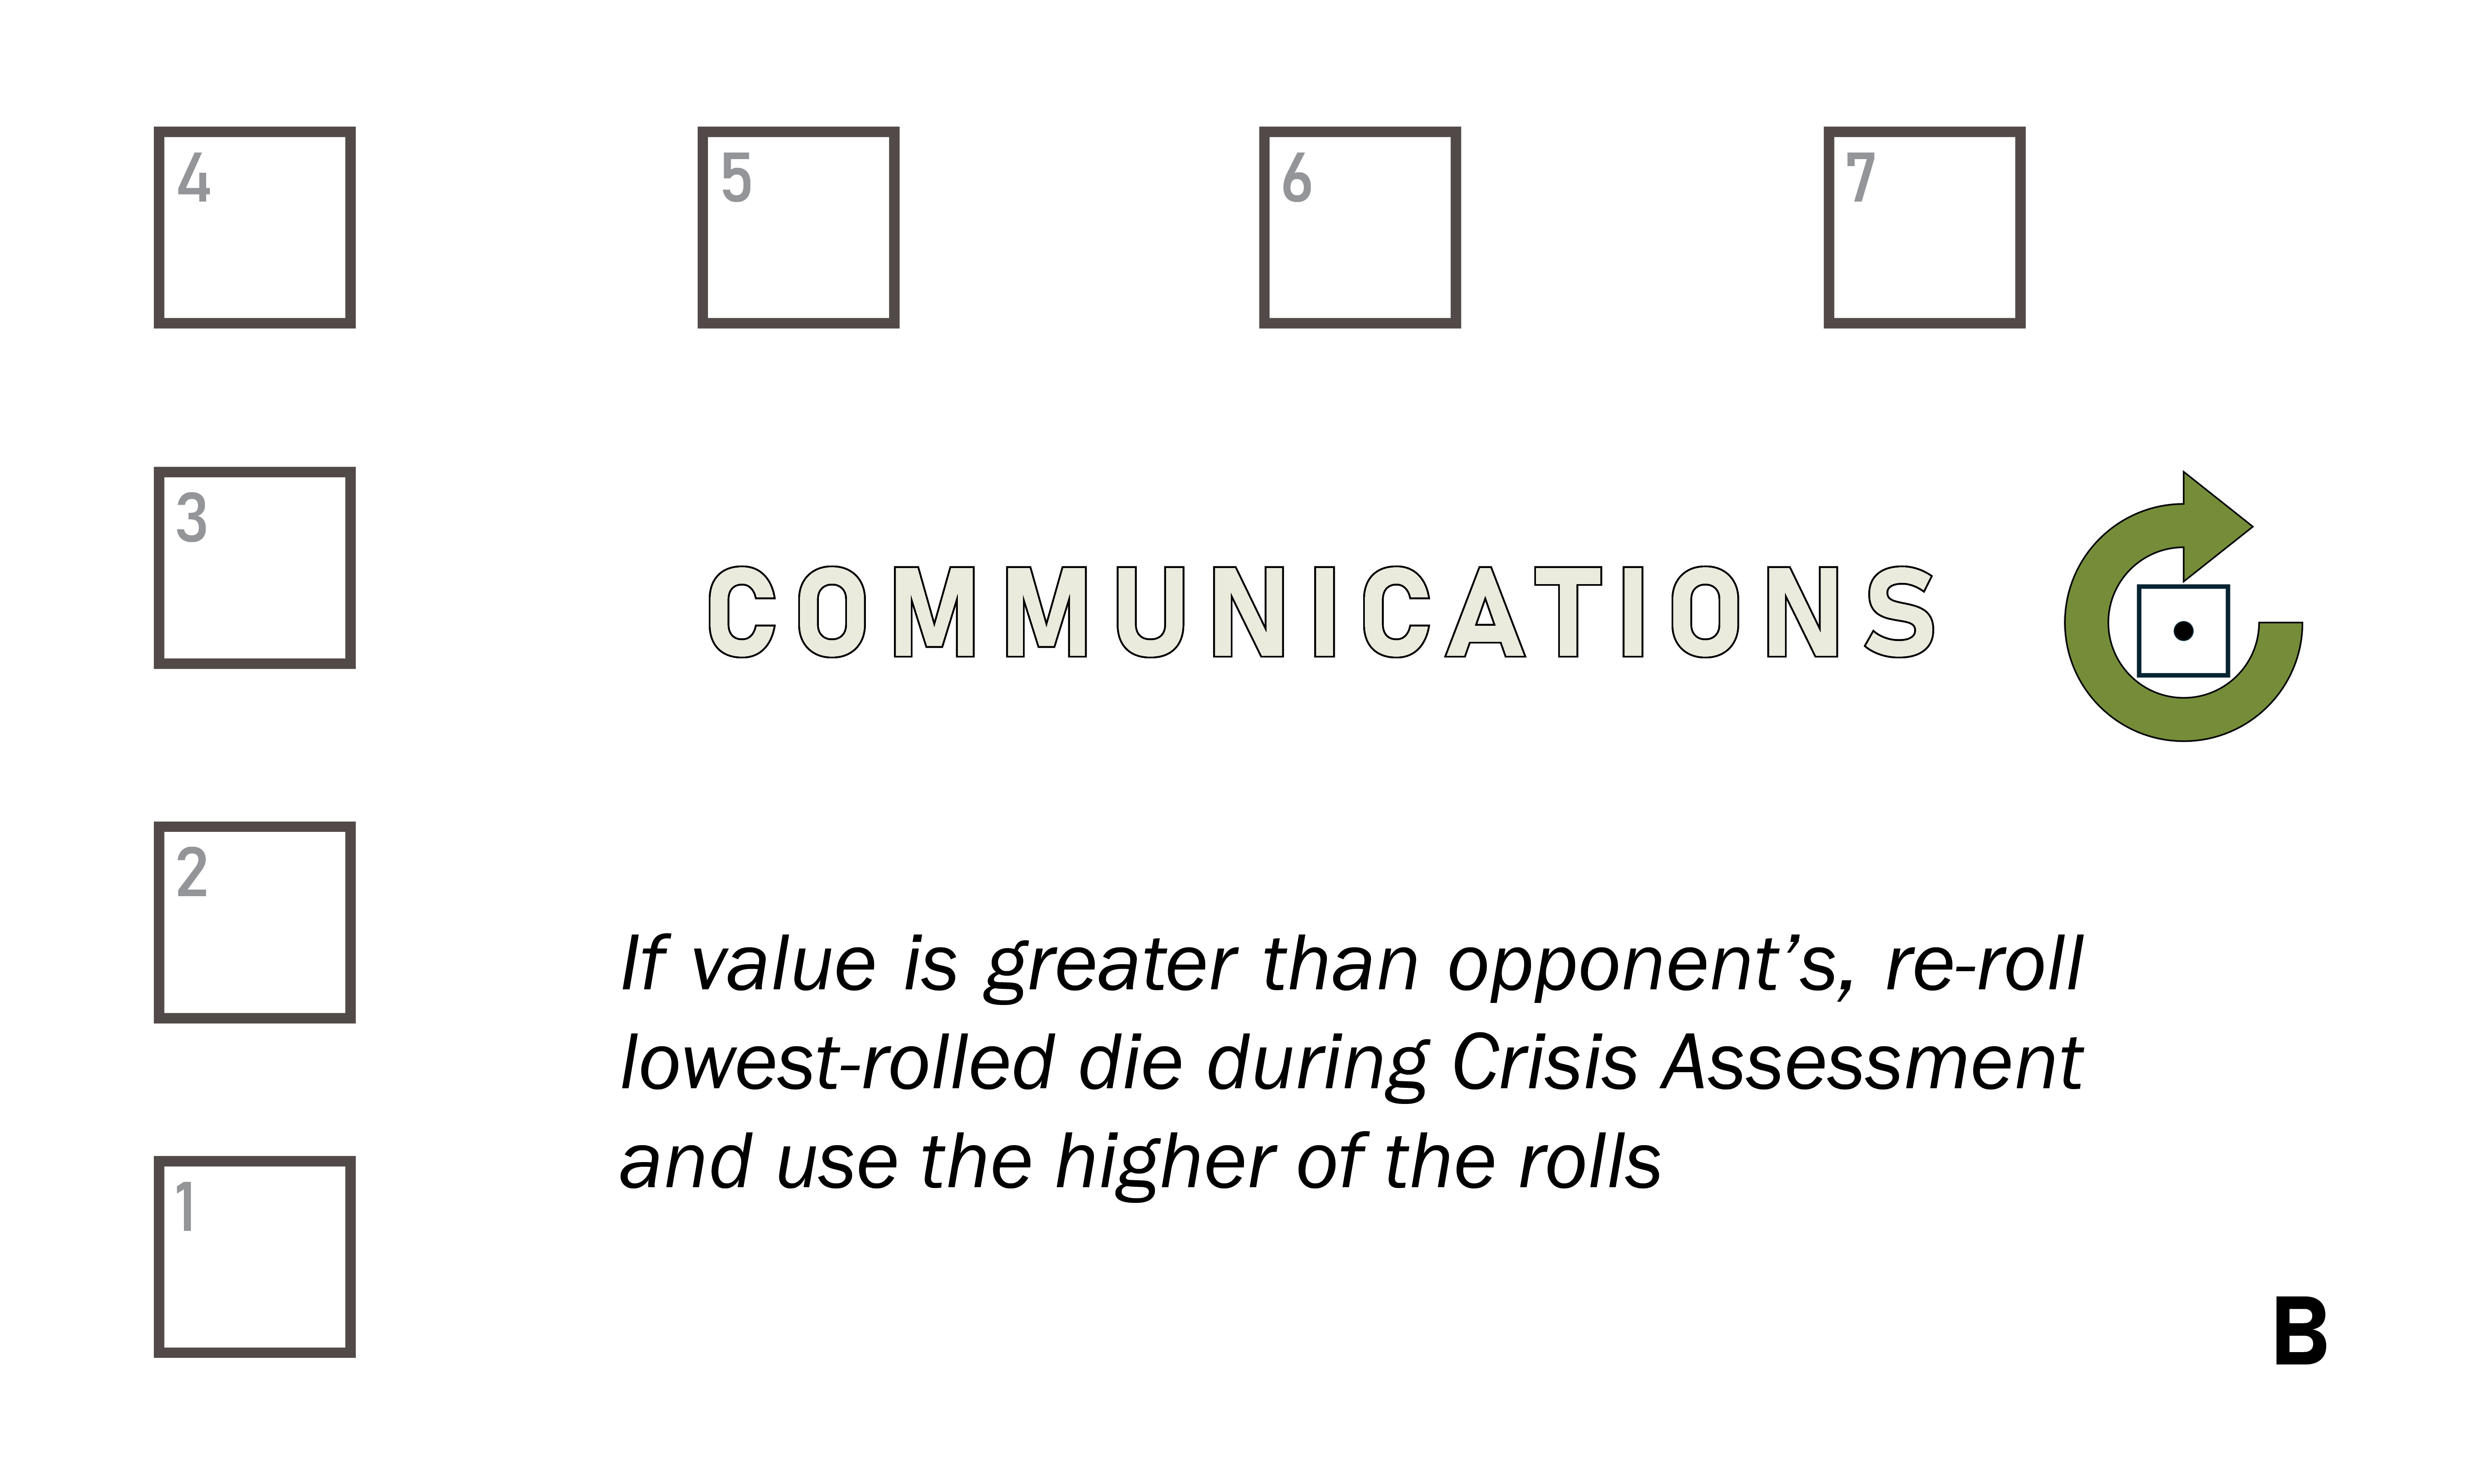 4
5
6
7
3
COMMUNICATIONS
2
If value is greater than opponent’s, re-roll
lowest-rolled die during Crisis Assessment
and use the higher of the rolls
1
B